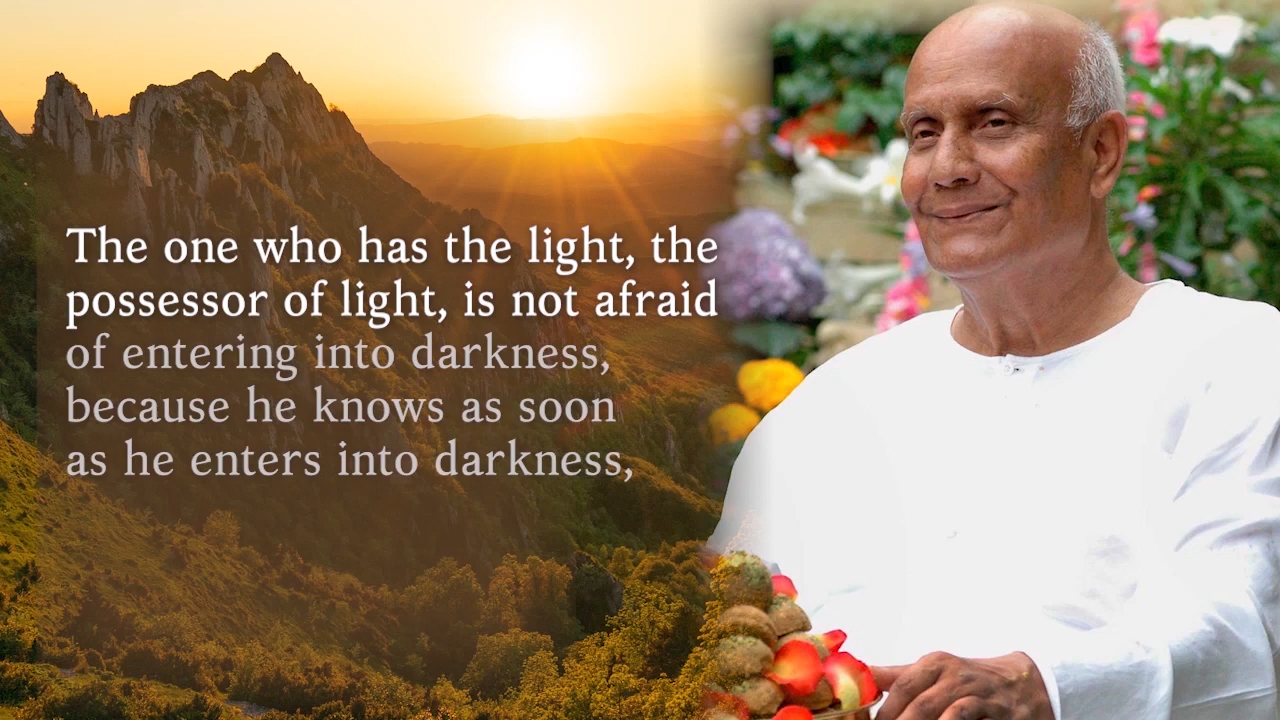 The one who has the light, the
possessor of light, is not afraid
of entering into darkness,
because he knows as soon
as he enters into darkness,